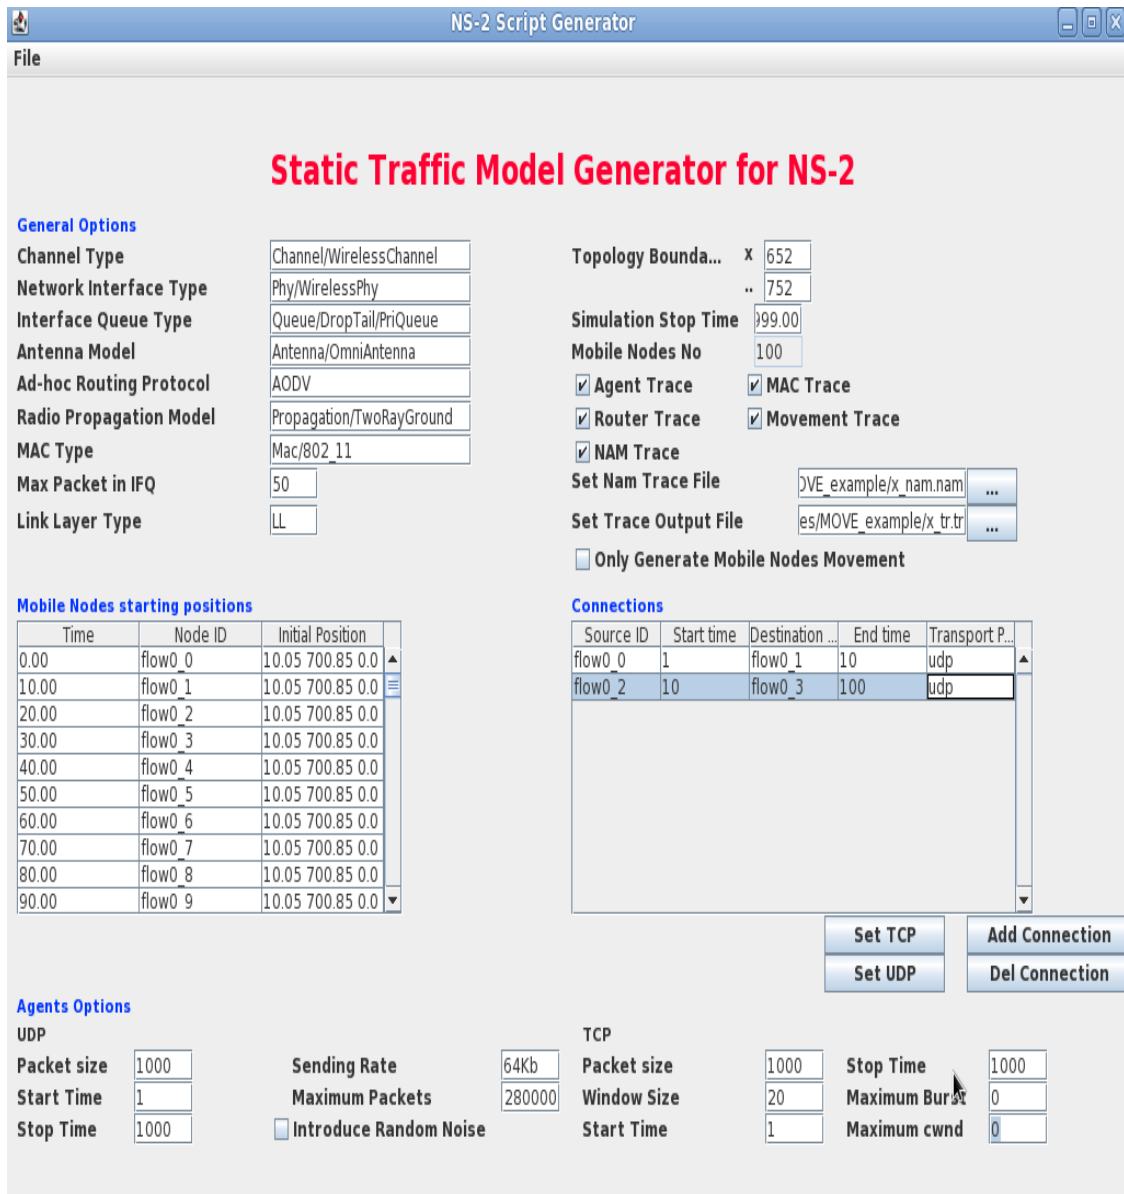 NS-2 Script Generator
File
Static Traffic Model Generator for NS-2
General Options
Channel Type Channel/WirelessChannel
Network Interface Type Phy/WirelessPhy
Interface Queue Type Queue/DropTail/PriQueue
Antenna Model Antenna/OmniAntenna
Ad-hoc Routing Protocol AODV
Radio Propagation Model Propagation/TwoRayGround
MAC Type Mac/802_11
Max Packet in IFQ 50
Link Layer Type LL
Topology Bounda... X 652
.. 752
Simulation Stop Time 999.00
Mobile Nodes No 100
Agent Trace MAC Trace
Router Trace Movement Trace
NAM Trace
Set Nam Trace File OVE_example/x_nam.nam ...
Set Trace Output File es/MOVE_example/x_tr.tr ...
Only Generate Mobile Nodes Movement
Mobile Nodes starting positions
Time Node ID Initial Position
0.00 flow0_0 10.05 700.85 0.0
10.00 flow0_1 10.05 700.85 0.0
20.00 flow0_2 10.05 700.85 0.0
30.00 flow0_3 10.05 700.85 0.0
40.00 flow0_4 10.05 700.85 0.0
50.00 flow0_5 10.05 700.85 0.0
60.00 flow0_6 10.05 700.85 0.0
70.00 flow0_7 10.05 700.85 0.0
80.00 flow0_8 10.05 700.85 0.0
90.00 flow0_9 10.05 700.85 0.0
Connections
Source ID Start time Destination ... End time Transport P...
flow0_0 1 flow0_1 10 udp
flow0_2 10 flow0_3 100 udp
Set TCP Add Connection
Set UDP Del Connection
Agents Options
UDP
Packet size 1000 Sending Rate 64Kb
Start Time 1 Maximum Packets 280000
Stop Time 1000 Introduce Random Noise
TCP
Packet size 1000 Stop Time 1000
Window Size 20 Maximum Burst 0
Start Time 1 Maximum cwnd 0